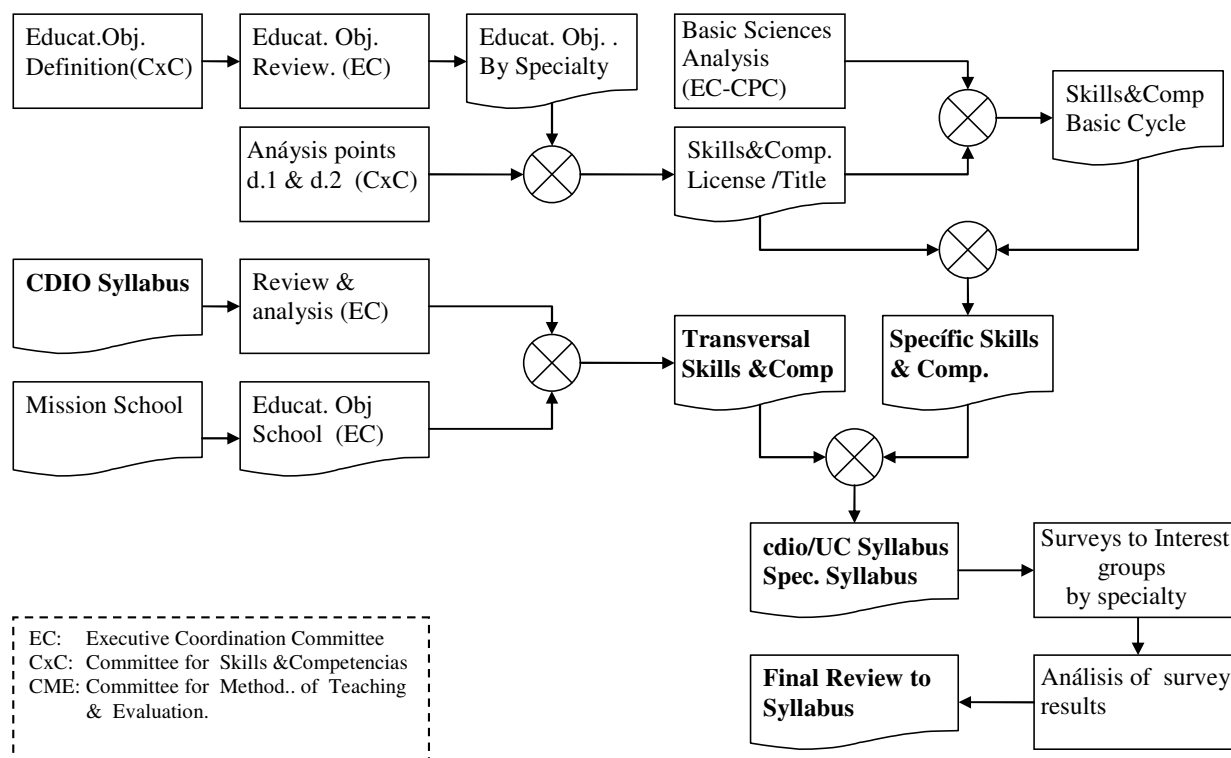 Educat.Obj.
Definition(CxC)
Educat. Obj.
Review. (EC)
Educat. Obj. .
By Specialty
Basic Sciences
Analysis
(EC-CPC)
Skills&Comp
Basic Cycle
Anáysis points
d.1 & d.2 (CxC)
Skills&Comp.
License /Title
CDIO Syllabus
Review &
analysis (EC)
Transversal
Skills &Comp
Specífic Skills
& Comp.
Mission School
Educat. Obj
School (EC)
cdio/UC Syllabus
Spec. Syllabus
Surveys to Interest
groups
by specialty
EC: Executive Coordination Committee
CxC: Committee for Skills &Competencias
CME: Committee for Method.. of Teaching
& Evaluation.
Final Review to
Syllabus
Análisis of survey
results